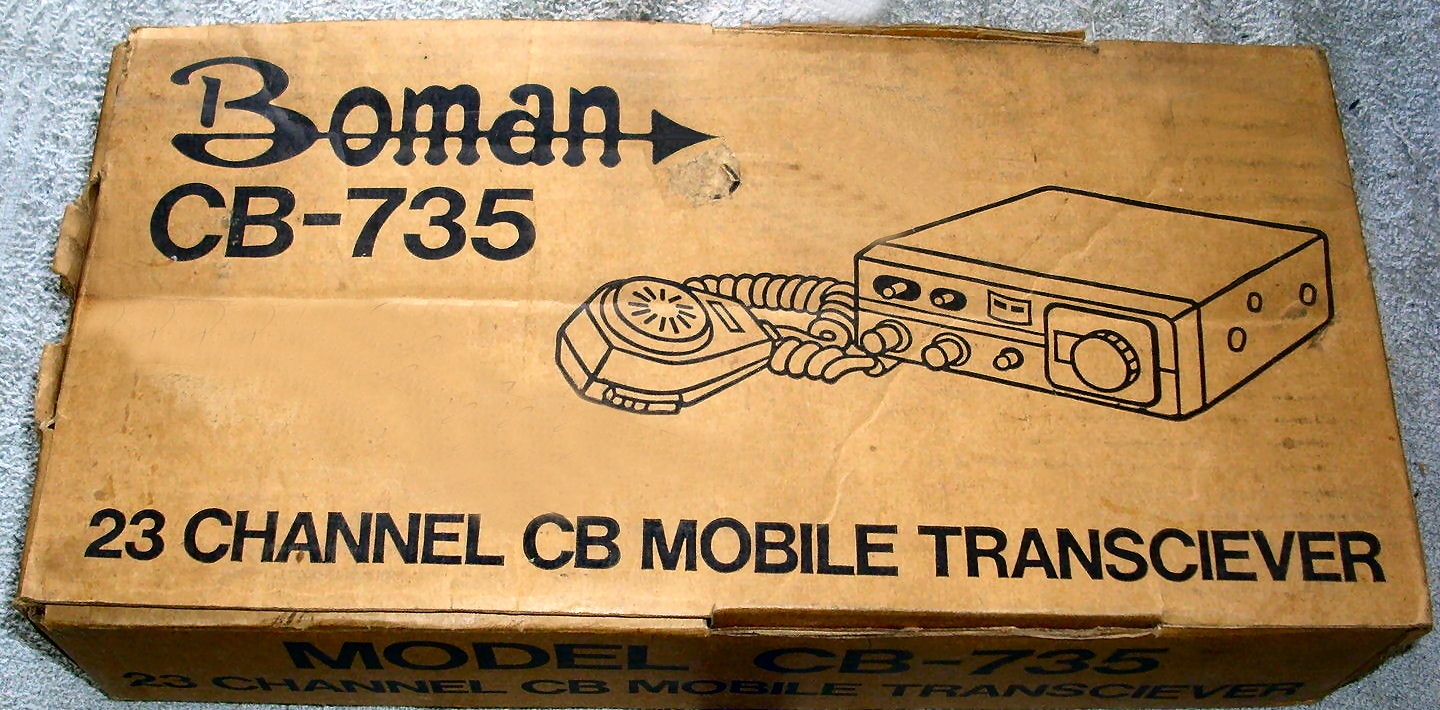 Boman
CB-735
23 CHANNEL CB MOBILE TRANSCIEVER
MODEL CB-735
23 CHANNEL CB MOBILE TRANSCIEVER